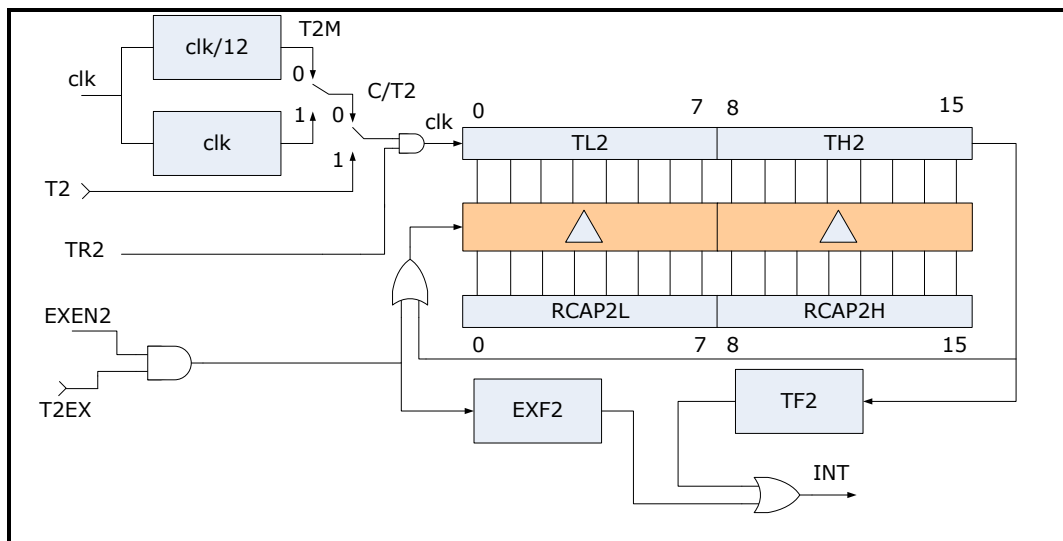 T2M
clk/12
clk
0
C/T2
1
0
clk
0
7
8
15
clk
TL2
TH2
1
T2
TR2
RCAP2L
RCAP2H
EXEN2
0
7
8
15
T2EX
EXF2
TF2
INT